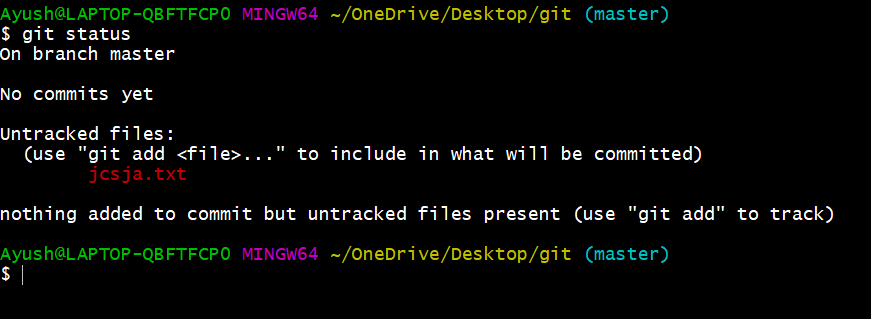 Ayush@LAPTOP-QBFTFCP0 MINGW64 ~/OneDrive/Desktop/git (master)
$ git status
On branch master
No commits yet
Untracked files:
(use "git add <file>..." to include in what will be committed)
jcsja.txt
nothing added to commit but untracked files present (use "git add" to track)
Ayush@LAPTOP-QBFTFCP0 MINGW64 ~/OneDrive/Desktop/git (master)
$